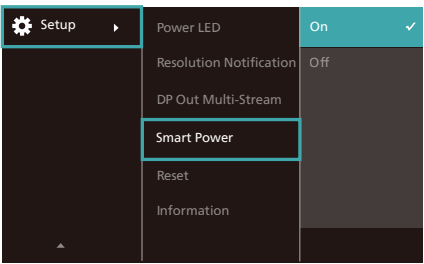 Setup
Power LED
Resolution Notification
DP Out Multi-Stream
Smart Power
Reset
Information
On
Off